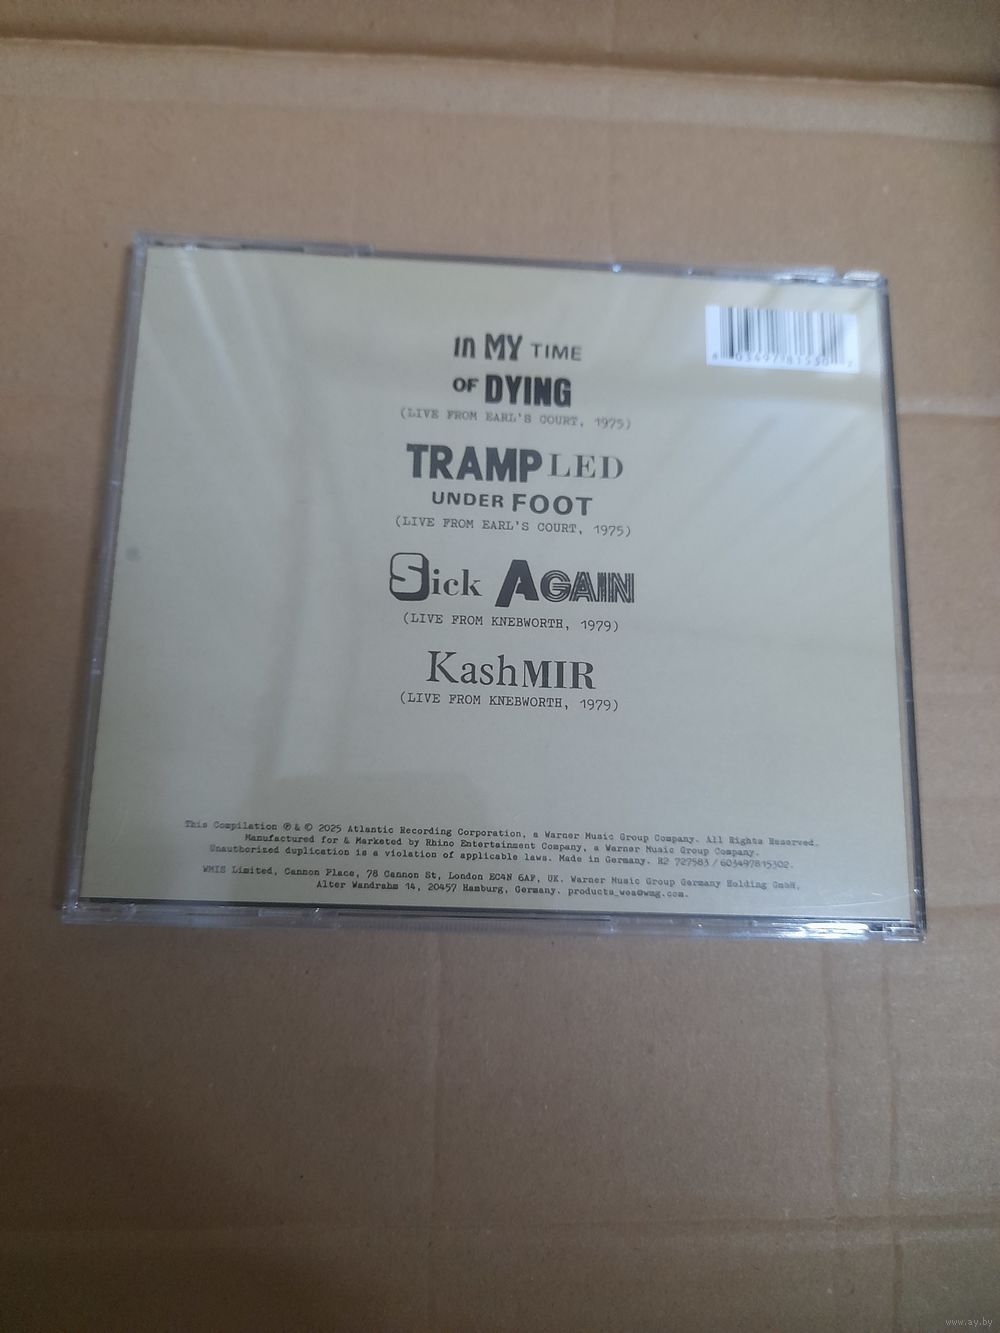 In MY TIME
OF DYING
(LIVE FROM EARL'S COURT, 1975)
TRAMPLED
UNDER FOOT
(LIVE FROM EARL'S COURT, 1975)
Sick AGAIN
(LIVE FROM KNEBWORTH, 1979)
KashMIR
(LIVE FROM KNEBWORTH, 1979)
This Compilation ℗ & © 2025 Atlantic Recording Corporation, a Warner Music Group Company. All Rights Reserved.
Manufactured for & Marketed by Rhino Entertainment Company, a Warner Music Group Company.
Unauthorized duplication is a violation of applicable laws. Made in Germany. R2 727583 / 603497815302.
WMIS Limited, Cannon Place, 78 Cannon St, London EC4N 6AF, UK. Warner Music Group Germany Holding GmbH,
Alter Wandrahm 14, 20457 Hamburg, Germany. products_woa@wmg.com.
www.ay.by